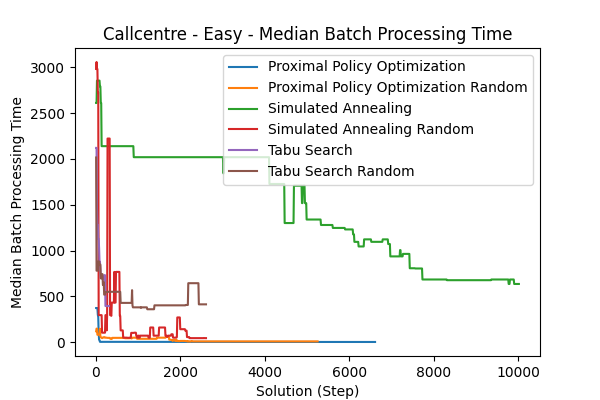 Callcentre - Easy - Median Batch Processing Time
Median Batch Processing Time
3000
2500
2000
1500
1000
500
0
Proximal Policy Optimization
Proximal Policy Optimization Random
Simulated Annealing
Simulated Annealing Random
Tabu Search
Tabu Search Random
0 2000 4000 6000 8000 10000
Solution (Step)